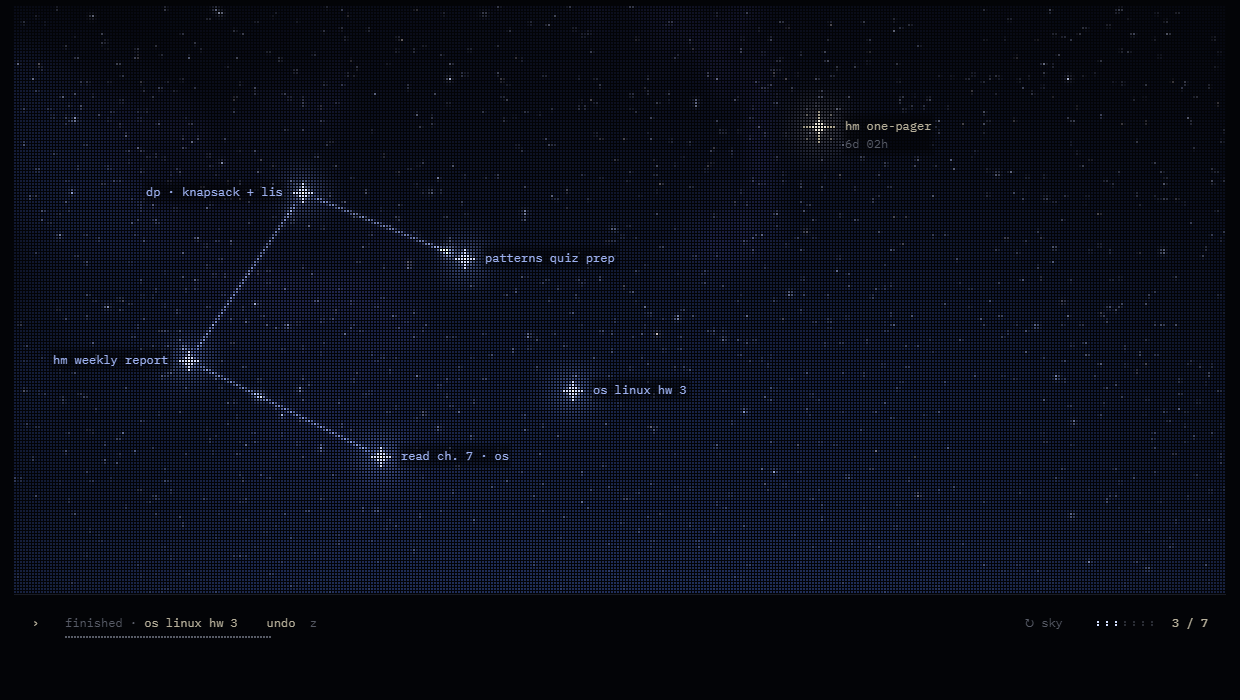 hm one-pager
6d 02h
dp · knapsack + lis
patterns quiz prep
hm weekly report
os linux hw 3
read ch. 7 · os
› finished · os linux hw 3 undo z ↻ sky 3 / 7